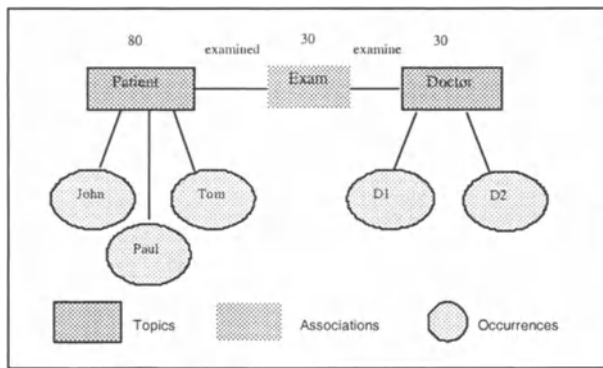 80 30 30
examined examine
Patient Exam Doctor
John Tom D1 D2
Paul
Topics Associations Occurrences